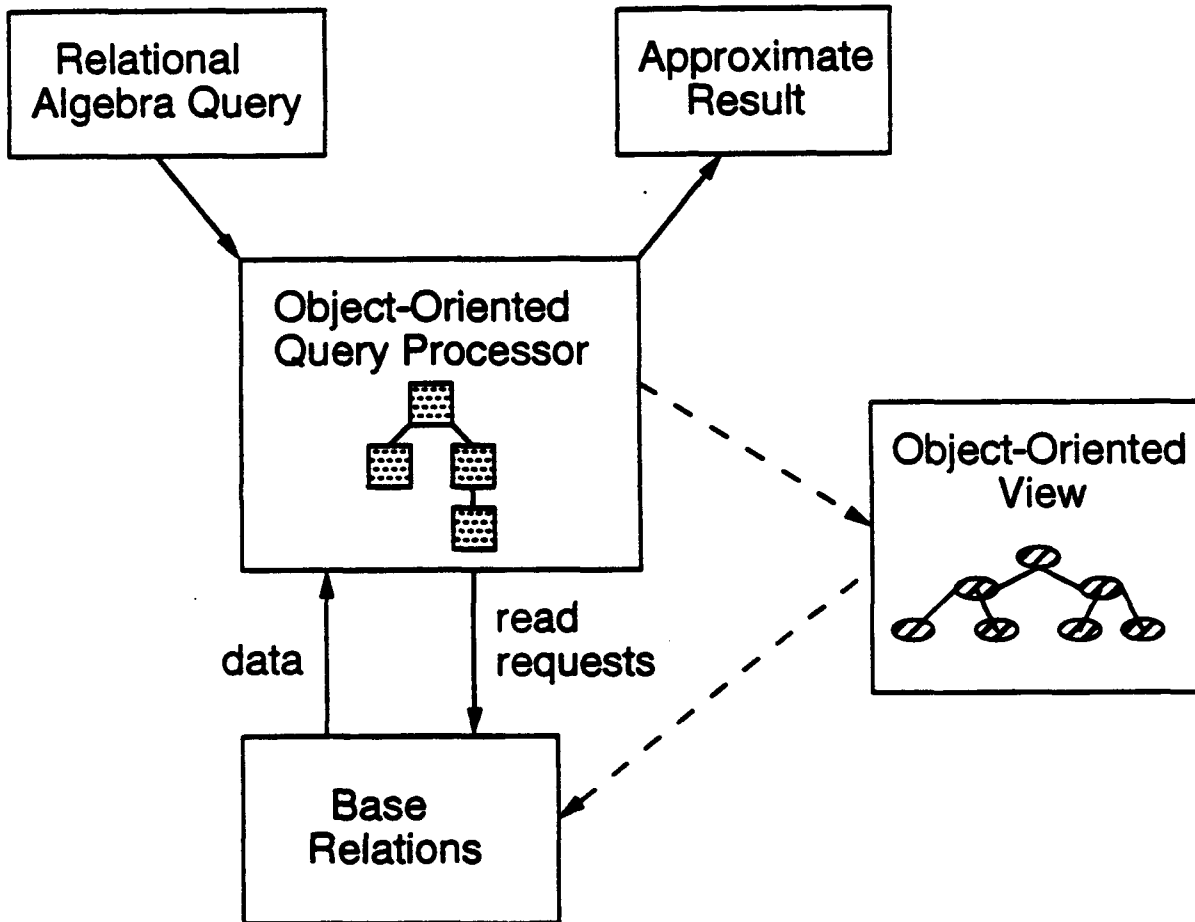 Relational
Algebra Query
Approximate
Result
Object-Oriented
Query Processor
Object-Oriented
View
data
read
requests
Base
Relations